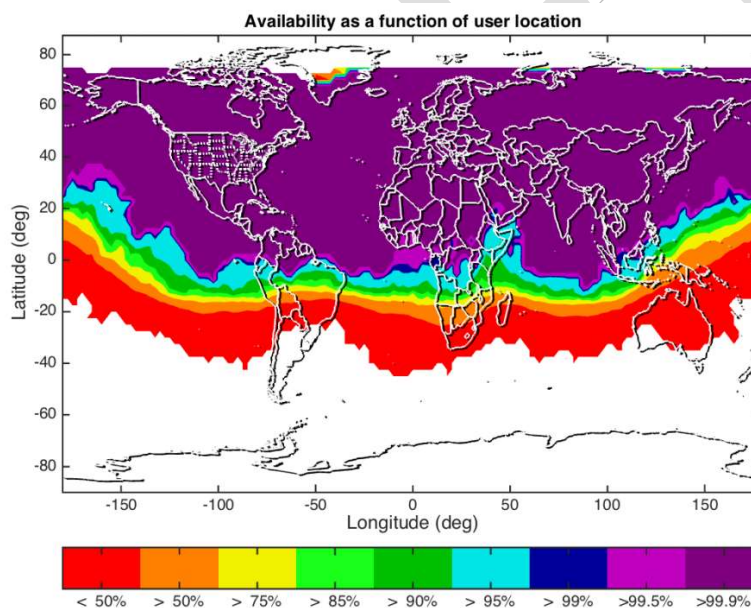 Availability as a function of user location
80
60
40
20
0
-20
-40
-60
-80
Latitude (deg)
-150 -100 -50 0 50 100 150
Longitude (deg)
< 50% > 50% > 75% > 85% > 90% > 95% > 99% >99.5% >99.9%